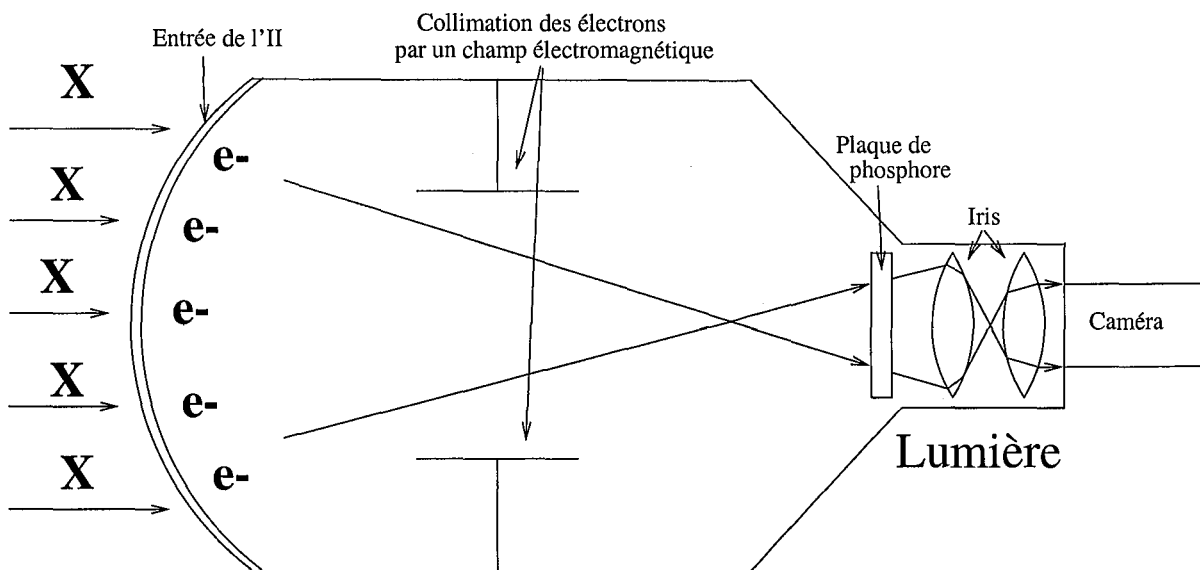 Collimation des électrons
par un champ électromagnétique
Entrée de l'II
X
X
X
X
X
e-
e-
e-
e-
e-
Plaque de
phosphore
Iris
Caméra
Lumière